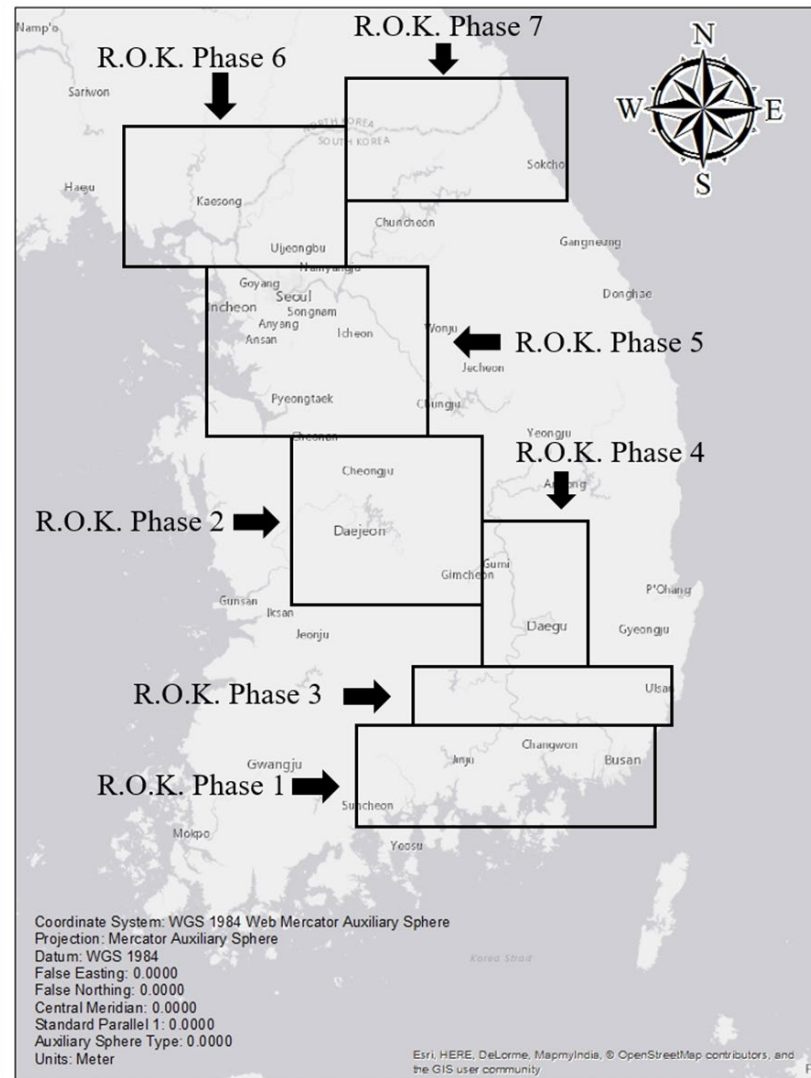 Namp'o
R.O.K. Phase 7
R.O.K. Phase 6
N
Sariwon
W
E
NORTH KOREA
SOUTH KOREA
S
Sokcho
Haeju
Kaesong
Chuncheon
Uijeongbu
Gangneung
Namyangju
Goyang
Donghae
Incheon
Seoul
Songnam
Anyang
Icheon
Wonju
Ansan
R.O.K. Phase 5
Jecheon
Pyeongtaek
Chungju
Cheonan
Yeongju
R.O.K. Phase 4
Cheongju
Andong
R.O.K. Phase 2
Daejeon
Gumi
Gimcheon
P'Ohang
Gunsan
Iksan
Jeonju
Daegu
Gyeongju
R.O.K. Phase 3
Ulsan
Changwon
Gwangju
Jinju
Busan
R.O.K. Phase 1
Suncheon
Mokpo
Yeosu
Coordinate System: WGS 1984 Web Mercator Auxiliary Sphere
Projection: Mercator Auxiliary Sphere
Datum: WGS 1984
False Easting: 0.0000
False Northing: 0.0000
Central Meridian: 0.0000
Standard Parallel 1: 0.0000
Auxiliary Sphere Type: 0.0000
Units: Meter
Korea Strait
Esri, HERE, DeLorme, MapmyIndia, © OpenStreetMap contributors, and
the GIS user community